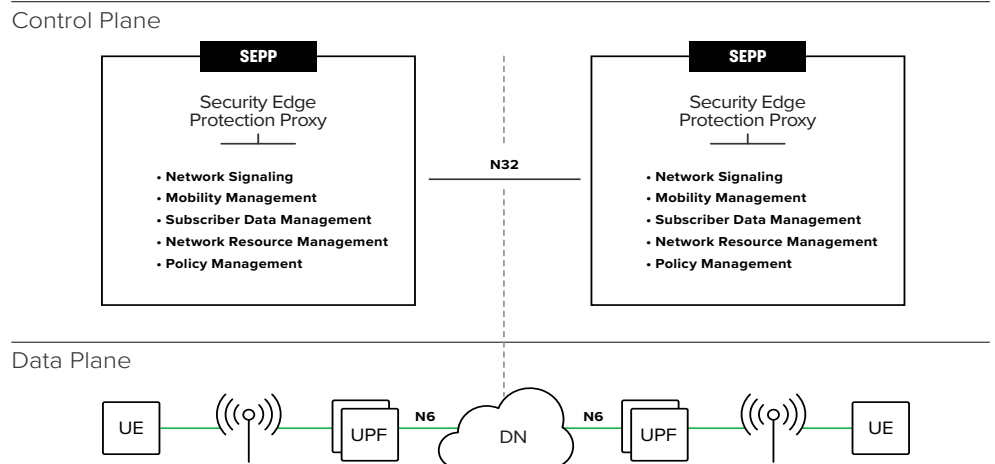 Control Plane
SEPP
Security Edge
Protection Proxy
• Network Signaling
• Mobility Management
• Subscriber Data Management
• Network Resource Management
• Policy Management
N32
SEPP
Security Edge
Protection Proxy
• Network Signaling
• Mobility Management
• Subscriber Data Management
• Network Resource Management
• Policy Management
Data Plane
UE
UPF
N6
DN
N6
UPF
UE